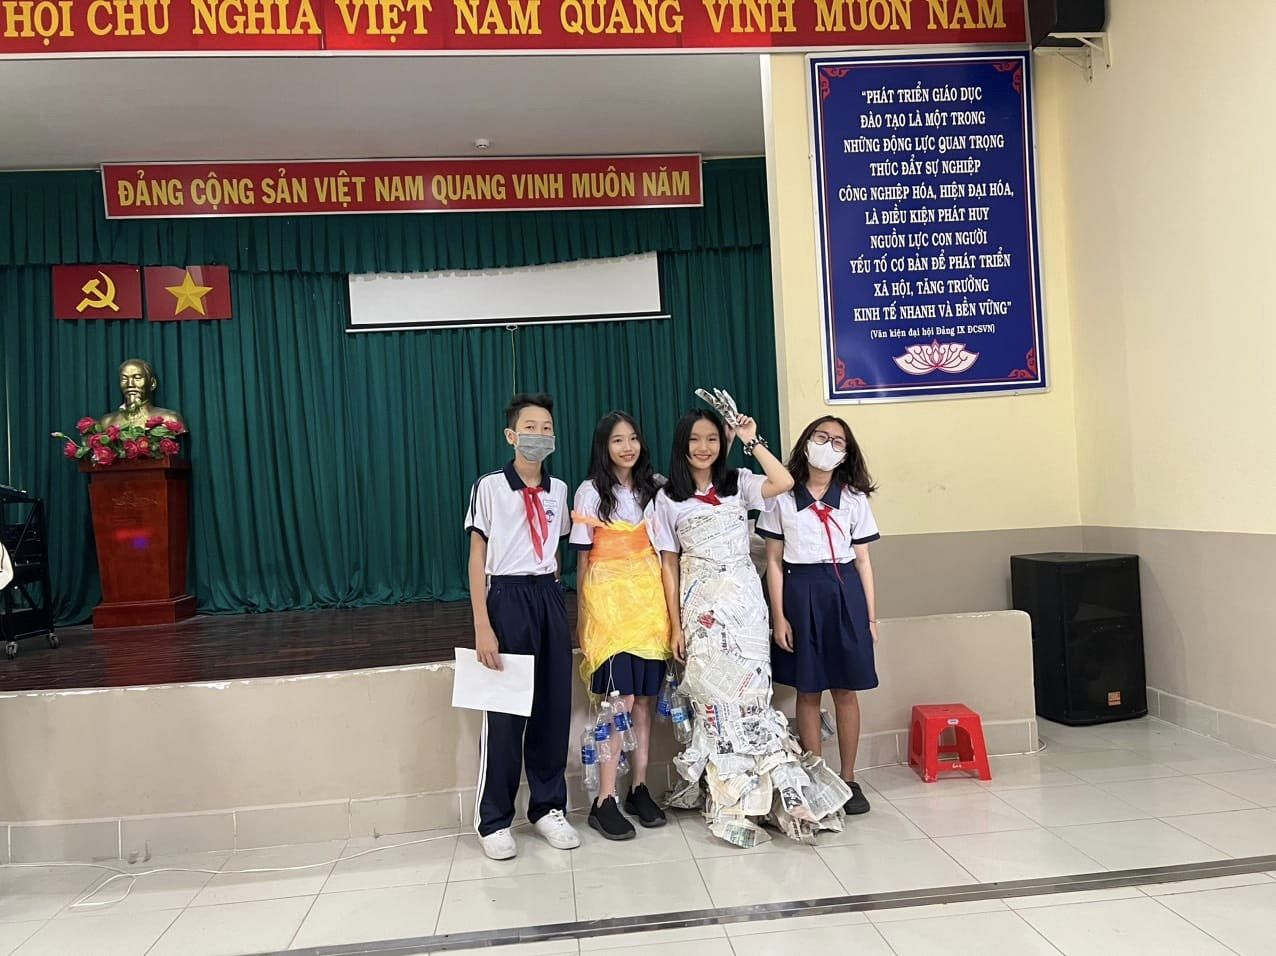 HỘI CHỦ NGHĨA VIỆT NAM QUANG VINH MUÔN NĂM
ĐẢNG CỘNG SẢN VIỆT NAM QUANG VINH MUÔN NĂM
“PHÁT TRIỂN GIÁO DỤC
ĐÀO TẠO LÀ MỘT TRONG
NHỮNG ĐỘNG LỰC QUAN TRỌNG
THÚC ĐẨY SỰ NGHIỆP
CÔNG NGHIỆP HÓA, HIỆN ĐẠI HÓA,
LÀ ĐIỀU KIỆN PHÁT HUY
NGUỒN LỰC CON NGƯỜI
YẾU TỐ CƠ BẢN ĐỂ PHÁT TRIỂN
XÃ HỘI, TĂNG TRƯỞNG
KINH TẾ NHANH VÀ BỀN VỮNG”
(Văn kiện đại hội Đảng IX ĐCSVN)